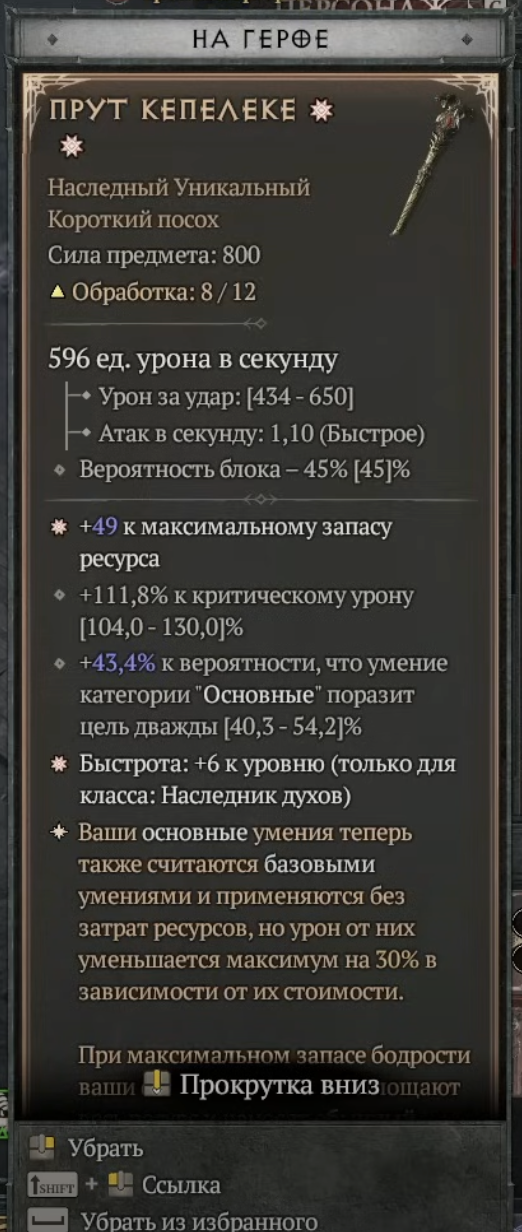 ПЕРСОНАЖ
НА ГЕРОЕ
ПРУТ КЕПЕЛЕКЕ
Наследный Уникальный
Короткий посох
Сила предмета: 800
Обработка: 8 / 12
596 ед. урона в секунду
Урон за удар: [434 - 650]
Атак в секунду: 1,10 (Быстрое)
Вероятность блока – 45% [45]%
+49 к максимальному запасу
ресурса
+111,8% к критическому урону
[104,0 - 130,0]%
+43,4% к вероятности, что умение
категории "Основные" поразит
цель дважды [40,3 - 54,2]%
Быстрота: +6 к уровню (только для
класса: Наследник духов)
Ваши основные умения теперь
также считаются базовыми
умениями и применяются без
затрат ресурсов, но урон от них
уменьшается максимум на 30% в
зависимости от их стоимости.
При максимальном запасе бодрости
ваши
Прокрутка вниз
Убрать
SHIFT + Ссылка
Убрать из избранного